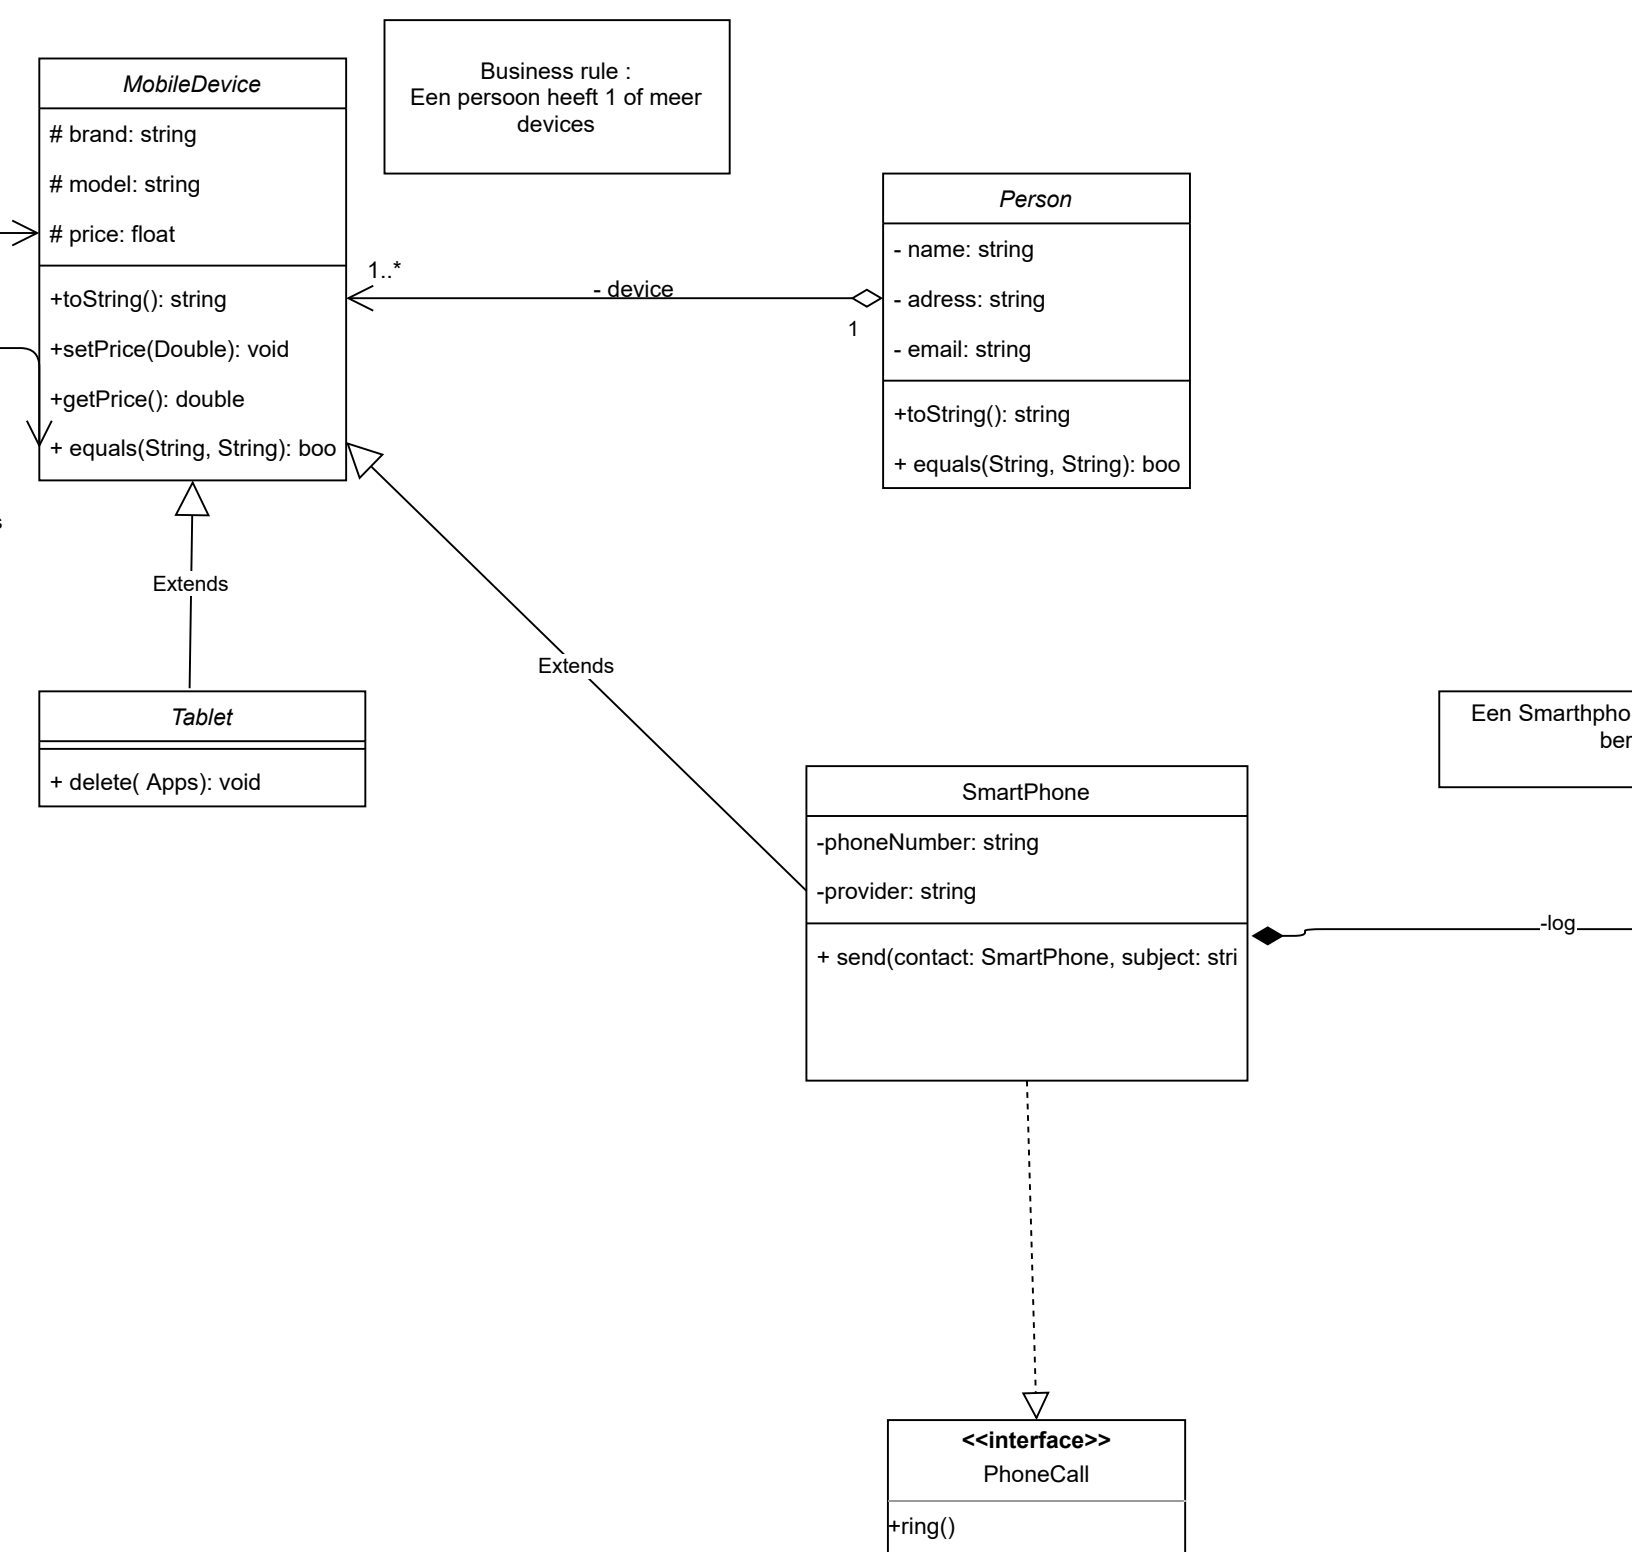 MobileDevice
# brand: string
# model: string
# price: float
+toString(): string
+setPrice(Double): void
+getPrice(): double
+ equals(String, String): boo
Business rule :
Een persoon heeft 1 of meer
devices
Person
- name: string
- adress: string
- email: string
+toString(): string
+ equals(String, String): boo
1..*
- device
1
Extends
Extends
Tablet
+ delete( Apps): void
SmartPhone
-phoneNumber: string
-provider: string
+ send(contact: SmartPhone, subject: stri
Een Smarthpho
ber
-log
<<interface>>
PhoneCall
+ring()